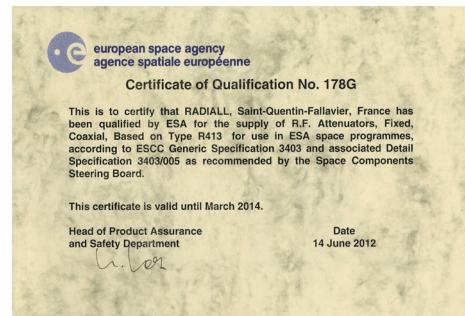 european space agency
agence spatiale européenne
Certificate of Qualification No. 178G
This is to certify that RADIALL, Saint-Quentin-Fallavier, France has
been qualified by ESA for the supply of R.F. Attenuators, Fixed,
Coaxial, Based on Type R413 for use in ESA space programmes,
according to ESCC Generic Specification 3403 and associated Detail
Specification 3403/005 as recommended by the Space Components
Steering Board.
This certificate is valid until March 2014.
Head of Product Assurance
and Safety Department
Date
14 June 2012